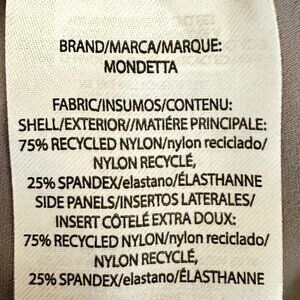 BRAND/MARCA/MARQUE:
MONDETTA
FABRIC/INSUMOS/CONTENU:
SHELL/EXTERIOR//MATIÉRE PRINCIPALE:
75% RECYCLED NYLON/nylon reciclado/
NYLON RECYCLÉ,
25% SPANDEX/elastano/ÉLASTHANNE
SIDE PANELS/INSERTOS LATERALES/
INSERT CÔTELÉ EXTRA DOUX:
75% RECYCLED NYLON/nylon reciclado/
NYLON RECYCLÉ,
25% SPANDEX/elastano/ÉLASTHANNE